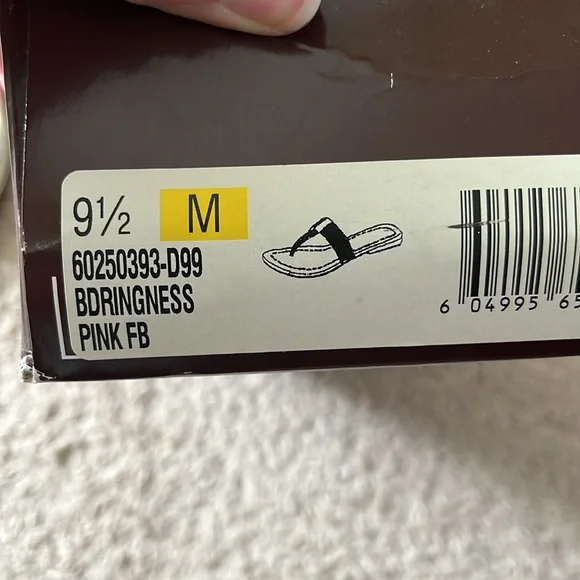 9½ M
60250393-D99
BDRINGNESS
PINK FB
6 04995 65